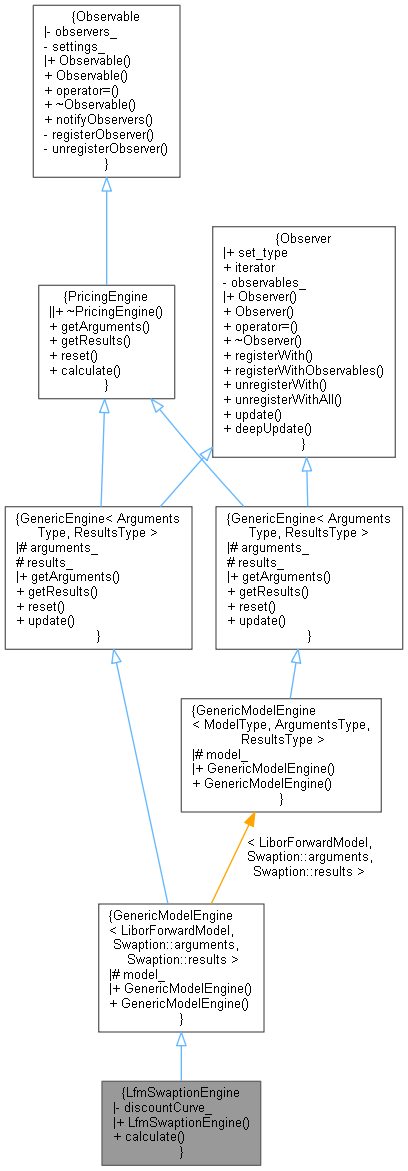 {Observable
|- observers_
- settings_
|+ Observable()
+ Observable()
+ operator=()
+ ~Observable()
+ notifyObservers()
- registerObserver()
- unregisterObserver()
}
{Observer
|+ set_type
+ iterator
- observables_
|+ Observer()
+ Observer()
+ operator=()
+ ~Observer()
+ registerWith()
+ registerWithObservables()
+ unregisterWith()
+ unregisterWithAll()
+ update()
+ deepUpdate()
}
{PricingEngine
||+ ~PricingEngine()
+ getArguments()
+ getResults()
+ reset()
+ calculate()
}
{GenericEngine< Arguments
Type, ResultsType >
|# arguments_
# results_
|+ getArguments()
+ getResults()
+ reset()
+ update()
}
{GenericEngine< Arguments
Type, ResultsType >
|# arguments_
# results_
|+ getArguments()
+ getResults()
+ reset()
+ update()
}
{GenericModelEngine
< ModelType, ArgumentsType,
ResultsType >
|# model_
|+ GenericModelEngine()
+ GenericModelEngine()
}
< LiborForwardModel,
Swaption::arguments,
Swaption::results >
{GenericModelEngine
< LiborForwardModel,
Swaption::arguments,
Swaption::results >
|# model_
|+ GenericModelEngine()
+ GenericModelEngine()
}
{LfmSwaptionEngine
|- discountCurve_
|+ LfmSwaptionEngine()
+ calculate()
}